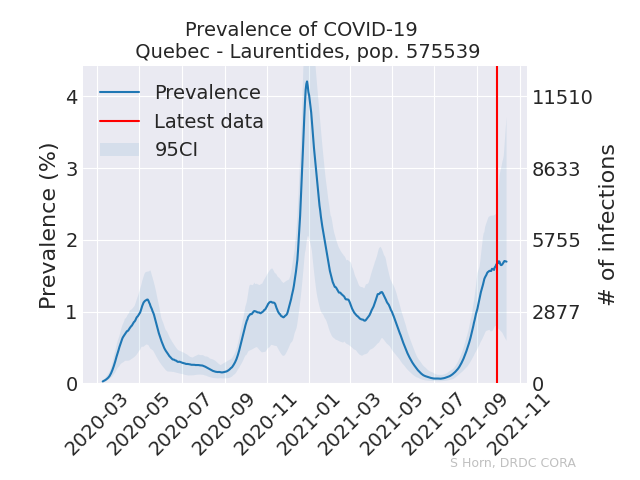 Prevalence of COVID-19
Quebec - Laurentides, pop. 575539
Prevalence
Latest data
95CI
Prevalence (%)
4
3
2
1
0
11510
8633
5755
2877
0
# of infections
2020-03
2020-05
2020-07
2020-09
2020-11
2021-01
2021-03
2021-05
2021-07
2021-09
2021-11
S Horn, DRDC CORA